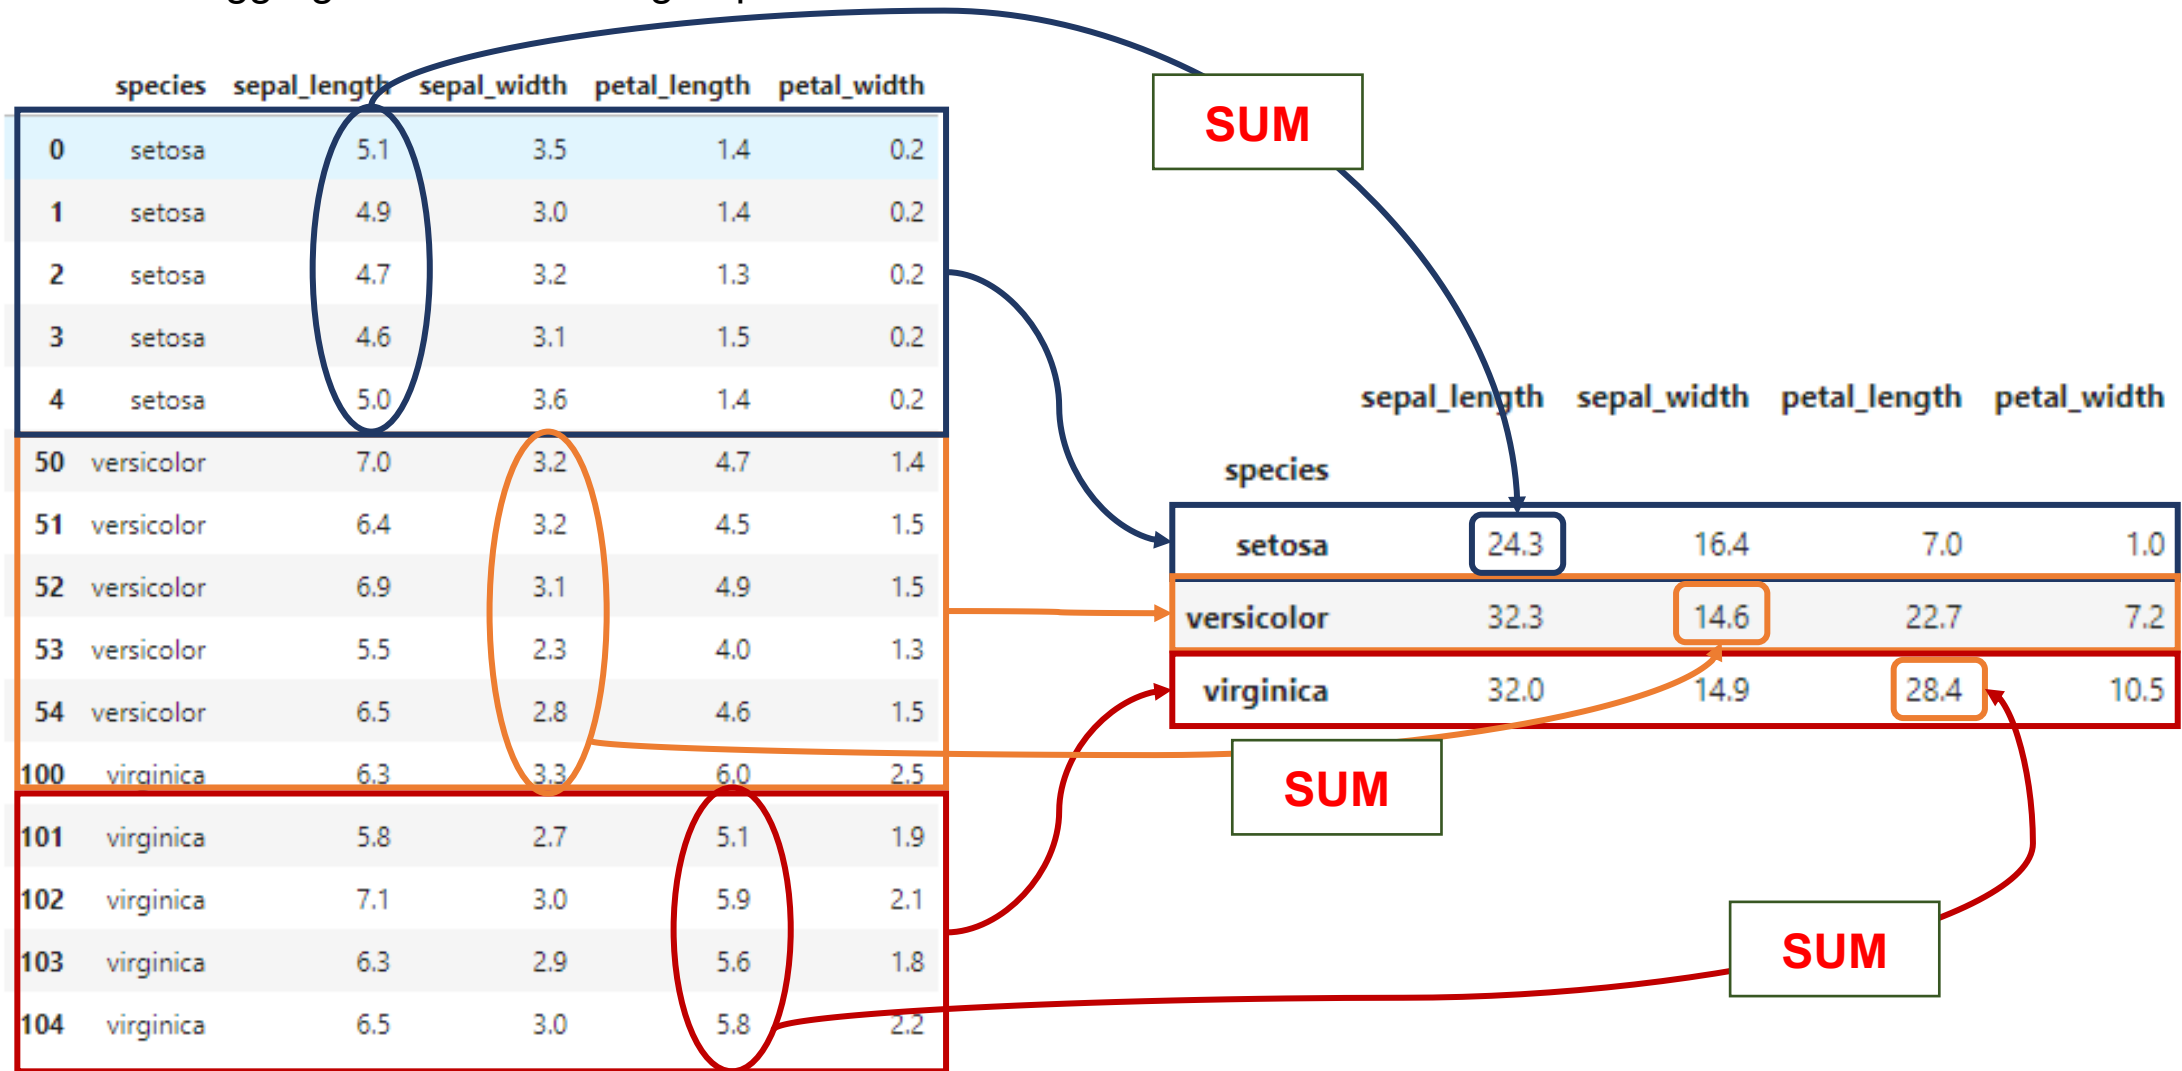 species sepal_length sepal_width petal_length petal_width
0 setosa 5.1 3.5 1.4 0.2
1 setosa 4.9 3.0 1.4 0.2
2 setosa 4.7 3.2 1.3 0.2
3 setosa 4.6 3.1 1.5 0.2
4 setosa 5.0 3.6 1.4 0.2
50 versicolor 7.0 3.2 4.7 1.4
51 versicolor 6.4 3.2 4.5 1.5
52 versicolor 6.9 3.1 4.9 1.5
53 versicolor 5.5 2.3 4.0 1.3
54 versicolor 6.5 2.8 4.6 1.5
100 virginica 6.3 3.3 6.0 2.5
101 virginica 5.8 2.7 5.1 1.9
102 virginica 7.1 3.0 5.9 2.1
103 virginica 6.3 2.9 5.6 1.8
104 virginica 6.5 3.0 5.8 2.2
SUM
sepal_length sepal_width petal_length petal_width
species
setosa 24.3 16.4 7.0 1.0
versicolor 32.3 14.6 22.7 7.2
virginica 32.0 14.9 28.4 10.5
SUM
SUM